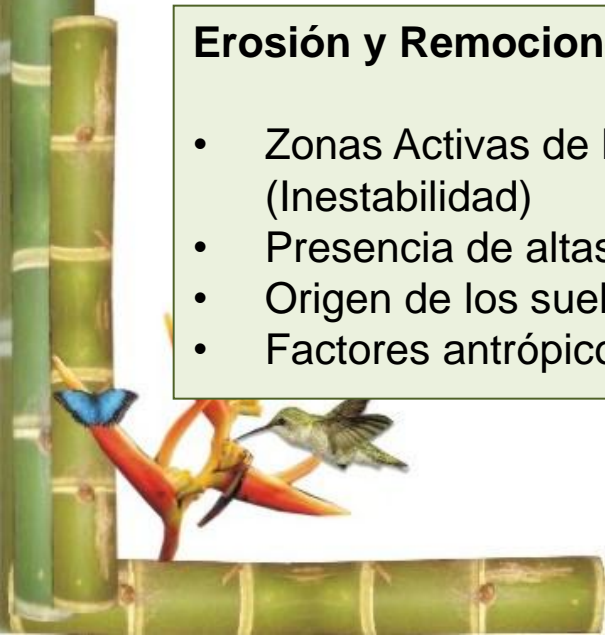 Erosión y Remocion
• Zonas Activas de
(Inestabilidad)
• Presencia de altas
• Origen de los suel
• Factores antrópico